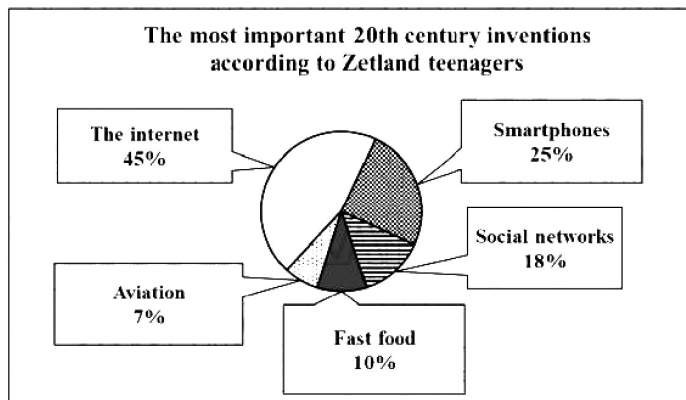 The most important 20th century inventions
according to Zetland teenagers
The internet
45%
Smartphones
25%
Social networks
18%
Aviation
7%
Fast food
10%